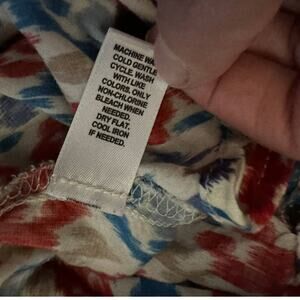 MACHINE WA
COLD GENTLE
CYCLE. WASH
WITH LIKE
COLORS. ONLY
NON-CHLORINE
BLEACH WHEN
NEEDED.
DRY FLAT.
COOL IRON
IF NEEDED.